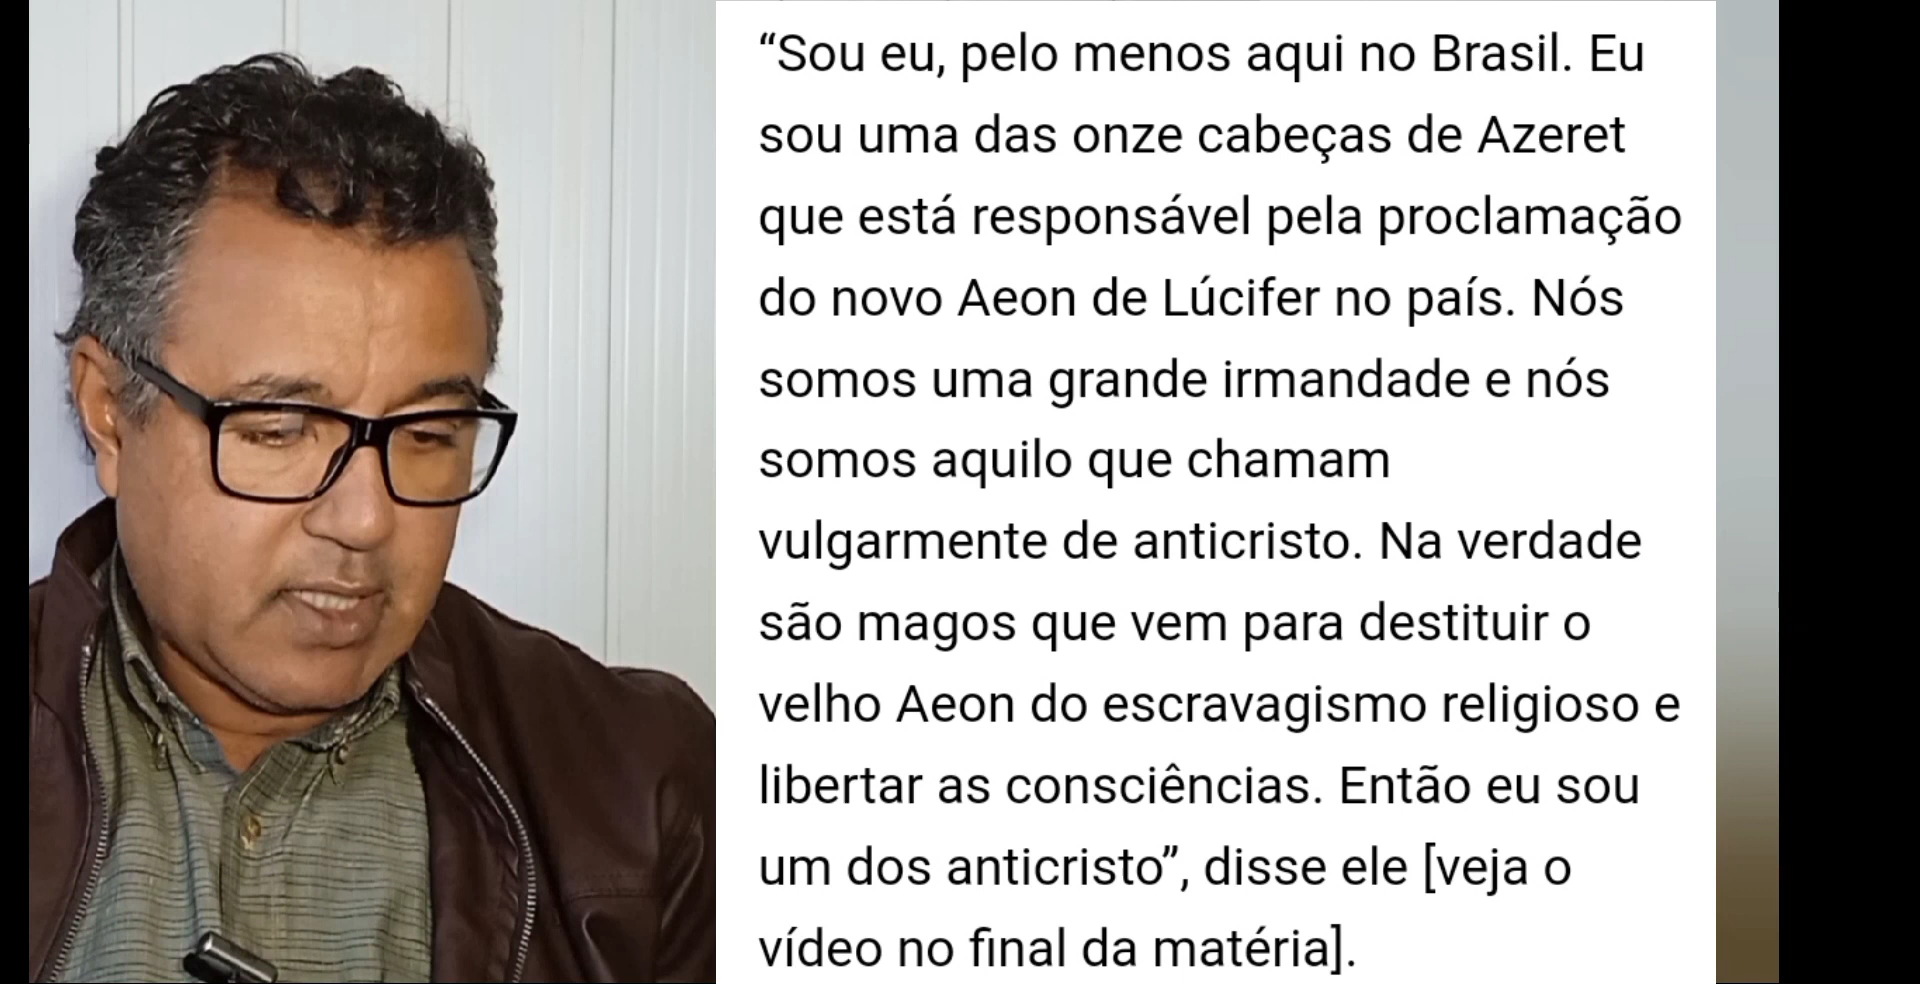 “Sou eu, pelo menos aqui no Brasil. Eu
sou uma das onze cabeças de Azeret
que está responsável pela proclamação
do novo Aeon de Lúcifer no país. Nós
somos uma grande irmandade e nós
somos aquilo que chamam
vulgarmente de anticristo. Na verdade
são magos que vem para destituir o
velho Aeon do escravagismo religioso e
libertar as consciências. Então eu sou
um dos anticristo”, disse ele [veja o
vídeo no final da matéria].